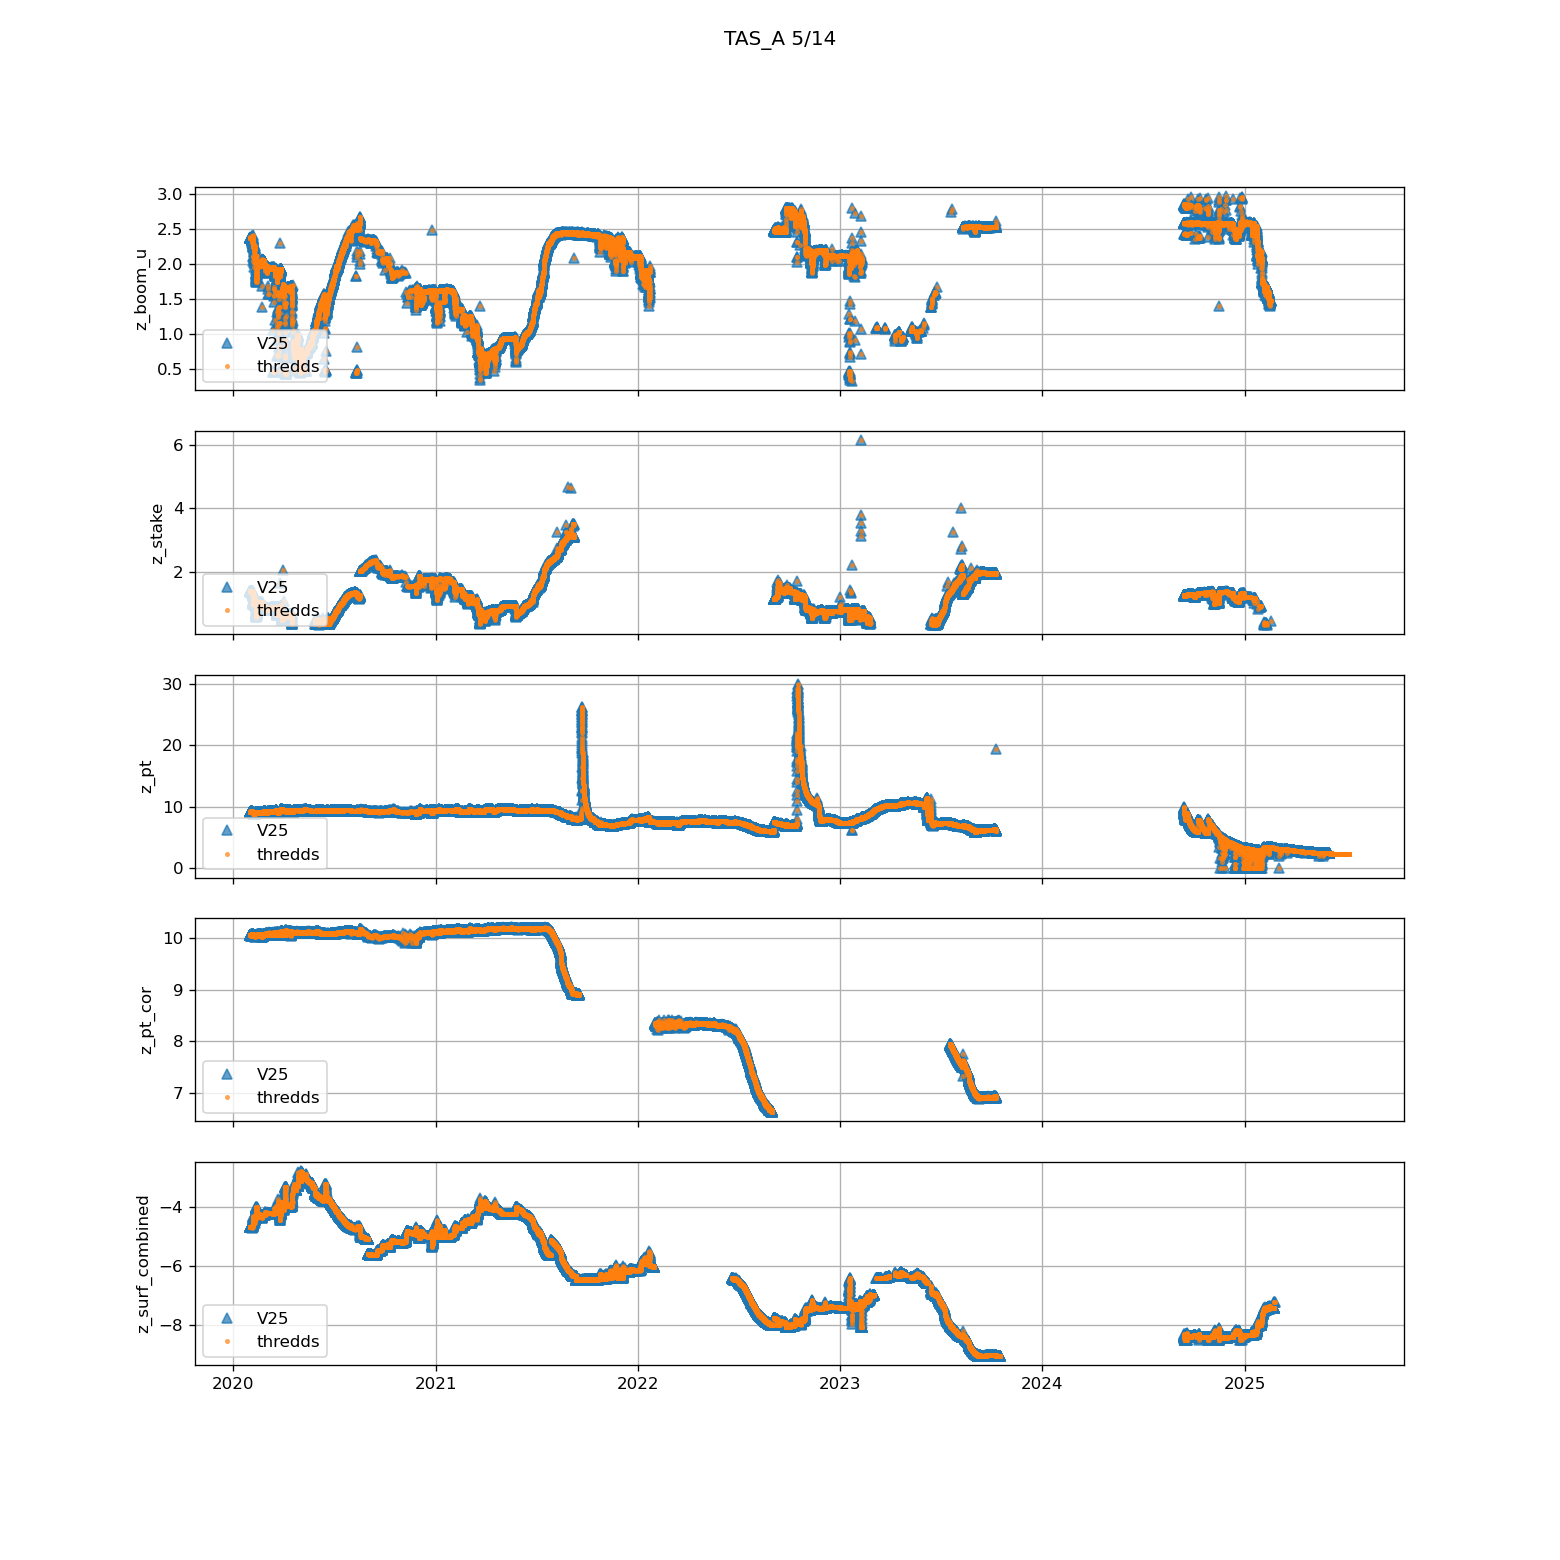 TAS_A 5/14
3.0
2.5
2.0
1.5
1.0
0.5
z_boom_u
V25
thredds
6
4
2
z_stake
V25
thredds
30
20
10
0
z_pt
V25
thredds
10
9
8
7
z_pt_cor
V25
thredds
−4
−6
−8
z_surf_combined
V25
thredds
2020 2021 2022 2023 2024 2025